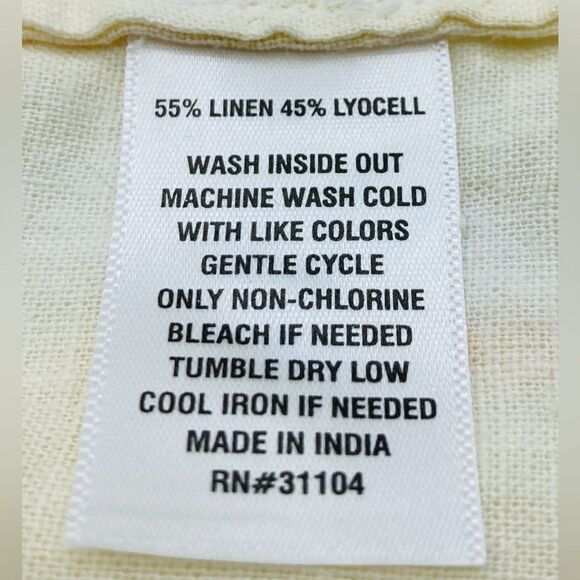 55% LINEN 45% LYOCELL
WASH INSIDE OUT
MACHINE WASH COLD
WITH LIKE COLORS
GENTLE CYCLE
ONLY NON-CHLORINE
BLEACH IF NEEDED
TUMBLE DRY LOW
COOL IRON IF NEEDED
MADE IN INDIA
RN#31104